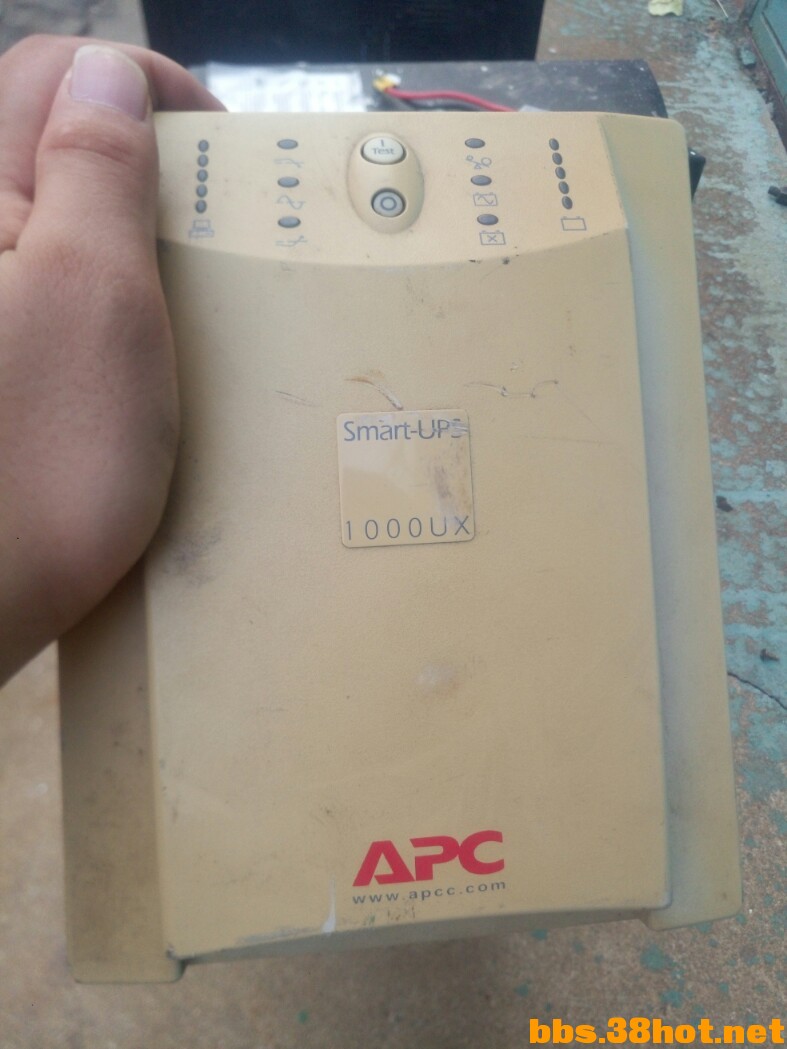 I
Test
Smart-UPS
1000UX
APC
www.apcc.com
bbs.38hot.net